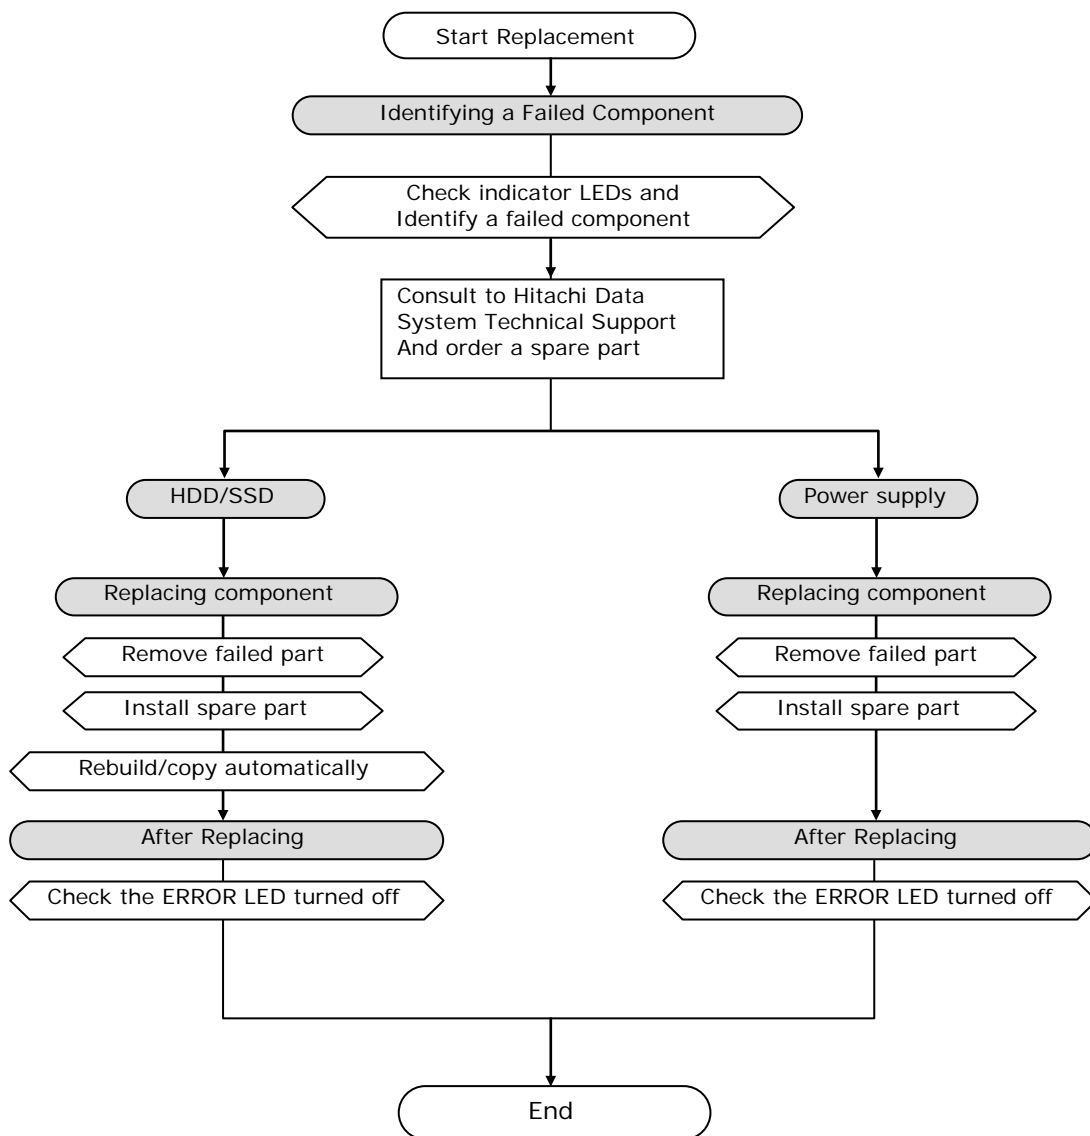 Start Replacement
Identifying a Failed Component
Check indicator LEDs and
Identify a failed component
Consult to Hitachi Data
System Technical Support
And order a spare part
HDD/SSD
Replacing component
Remove failed part
Install spare part
Rebuild/copy automatically
After Replacing
Check the ERROR LED turned off
Power supply
Replacing component
Remove failed part
Install spare part
After Replacing
Check the ERROR LED turned off
End